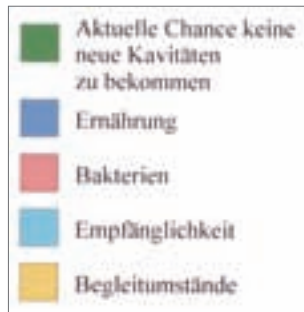 Aktuelle Chance keine
neue Kavitäten
zu bekommen
Ernährung
Bakterien
Empfänglichkeit
Begleitumstände